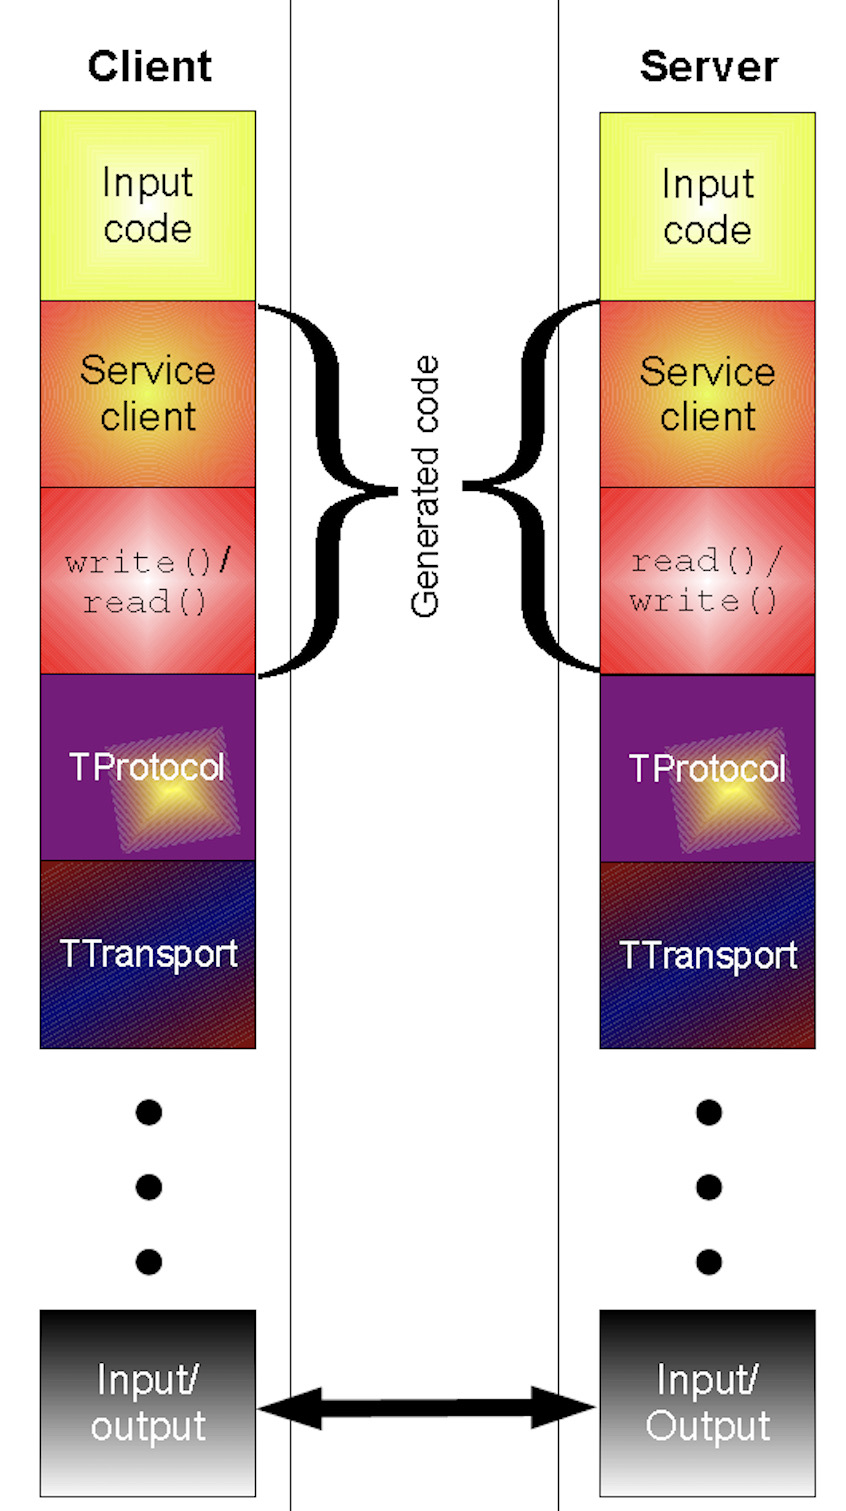 Client
Input
code
Service
client
write()/
read()
TProtocol
TTransport
Input/
output
Generated code
Server
Input
code
Service
client
read()/
write()
TProtocol
TTransport
Input/
Output